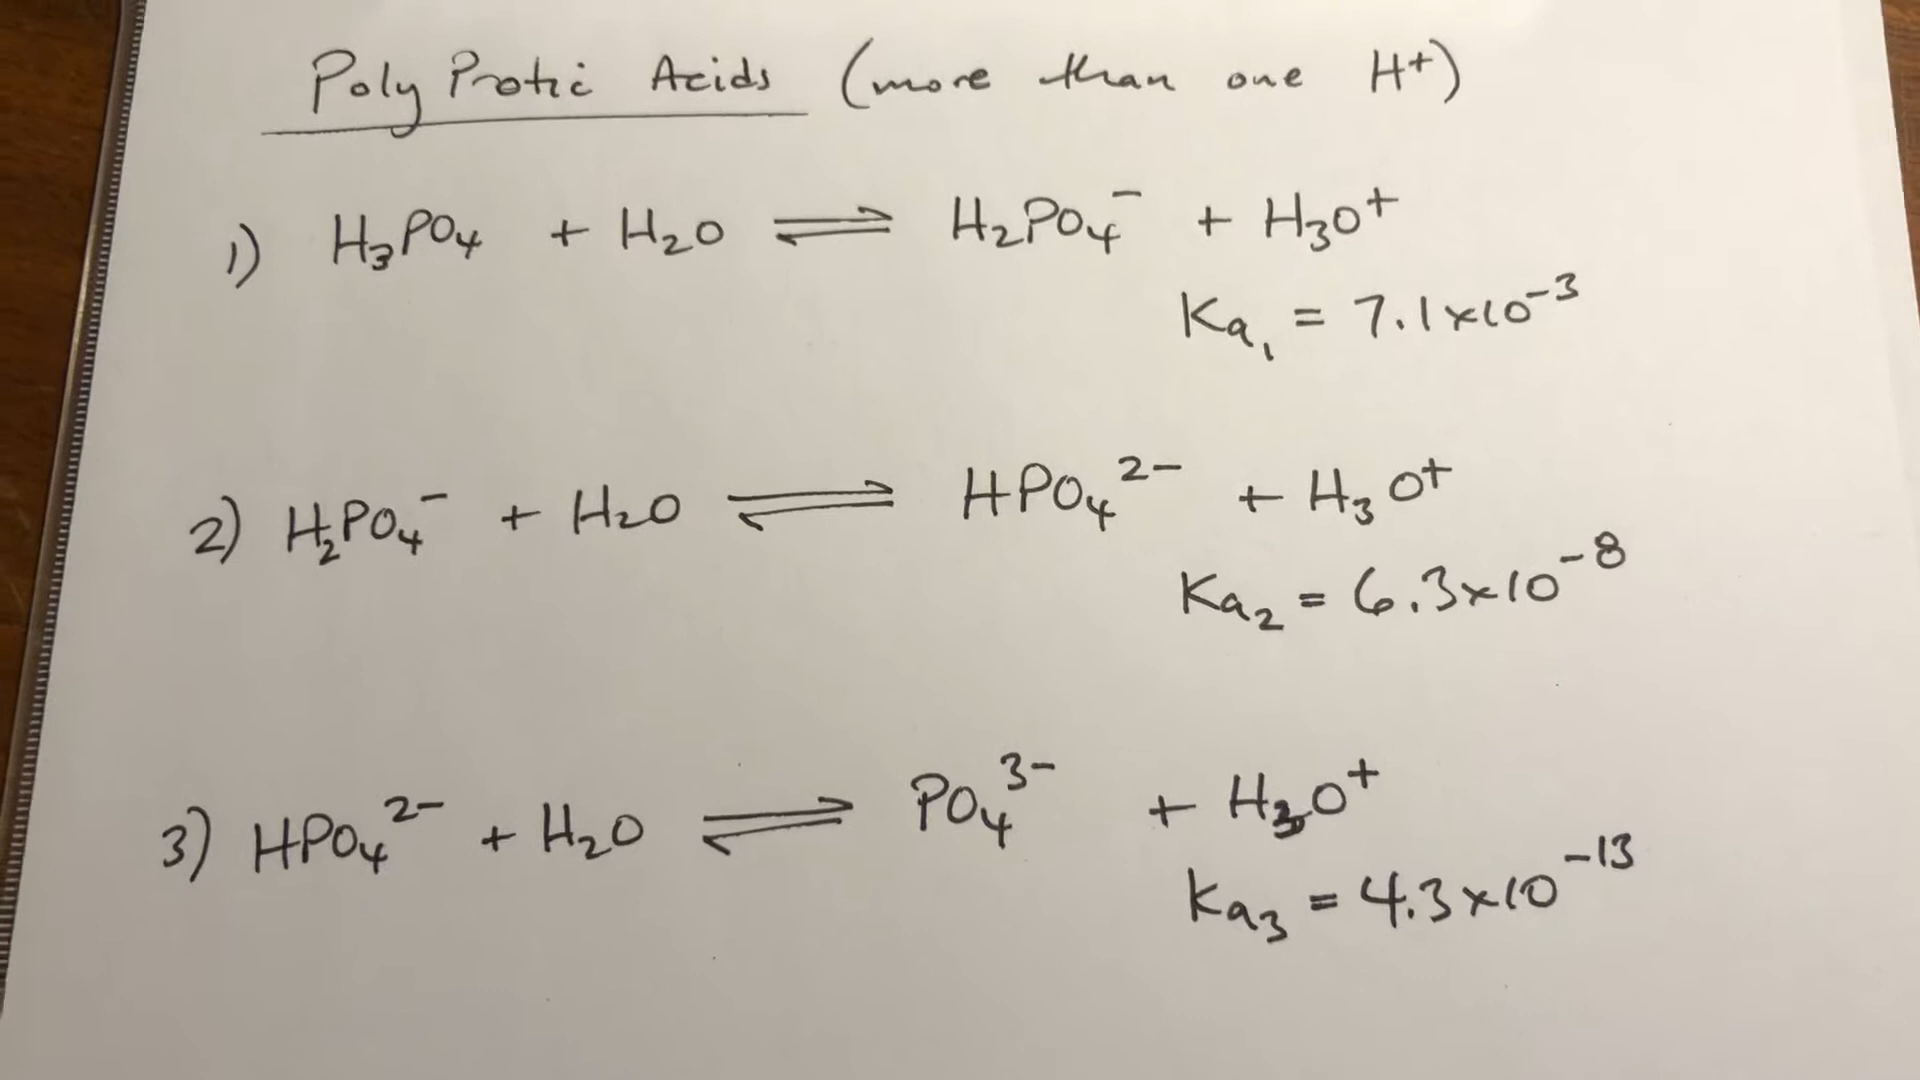 Poly Protic Acids (more than one H⁺)
1) H₃PO₄ + H₂O ⇌ H₂PO₄⁻ + H₃O⁺
Ka₁ = 7.1×10⁻³
2) H₂PO₄⁻ + H₂O ⇌ HPO₄²⁻ + H₃O⁺
Ka₂ = 6.3×10⁻⁸
3) HPO₄²⁻ + H₂O ⇌ PO₄³⁻ + H₃O⁺
Ka₃ = 4.3×10⁻¹³